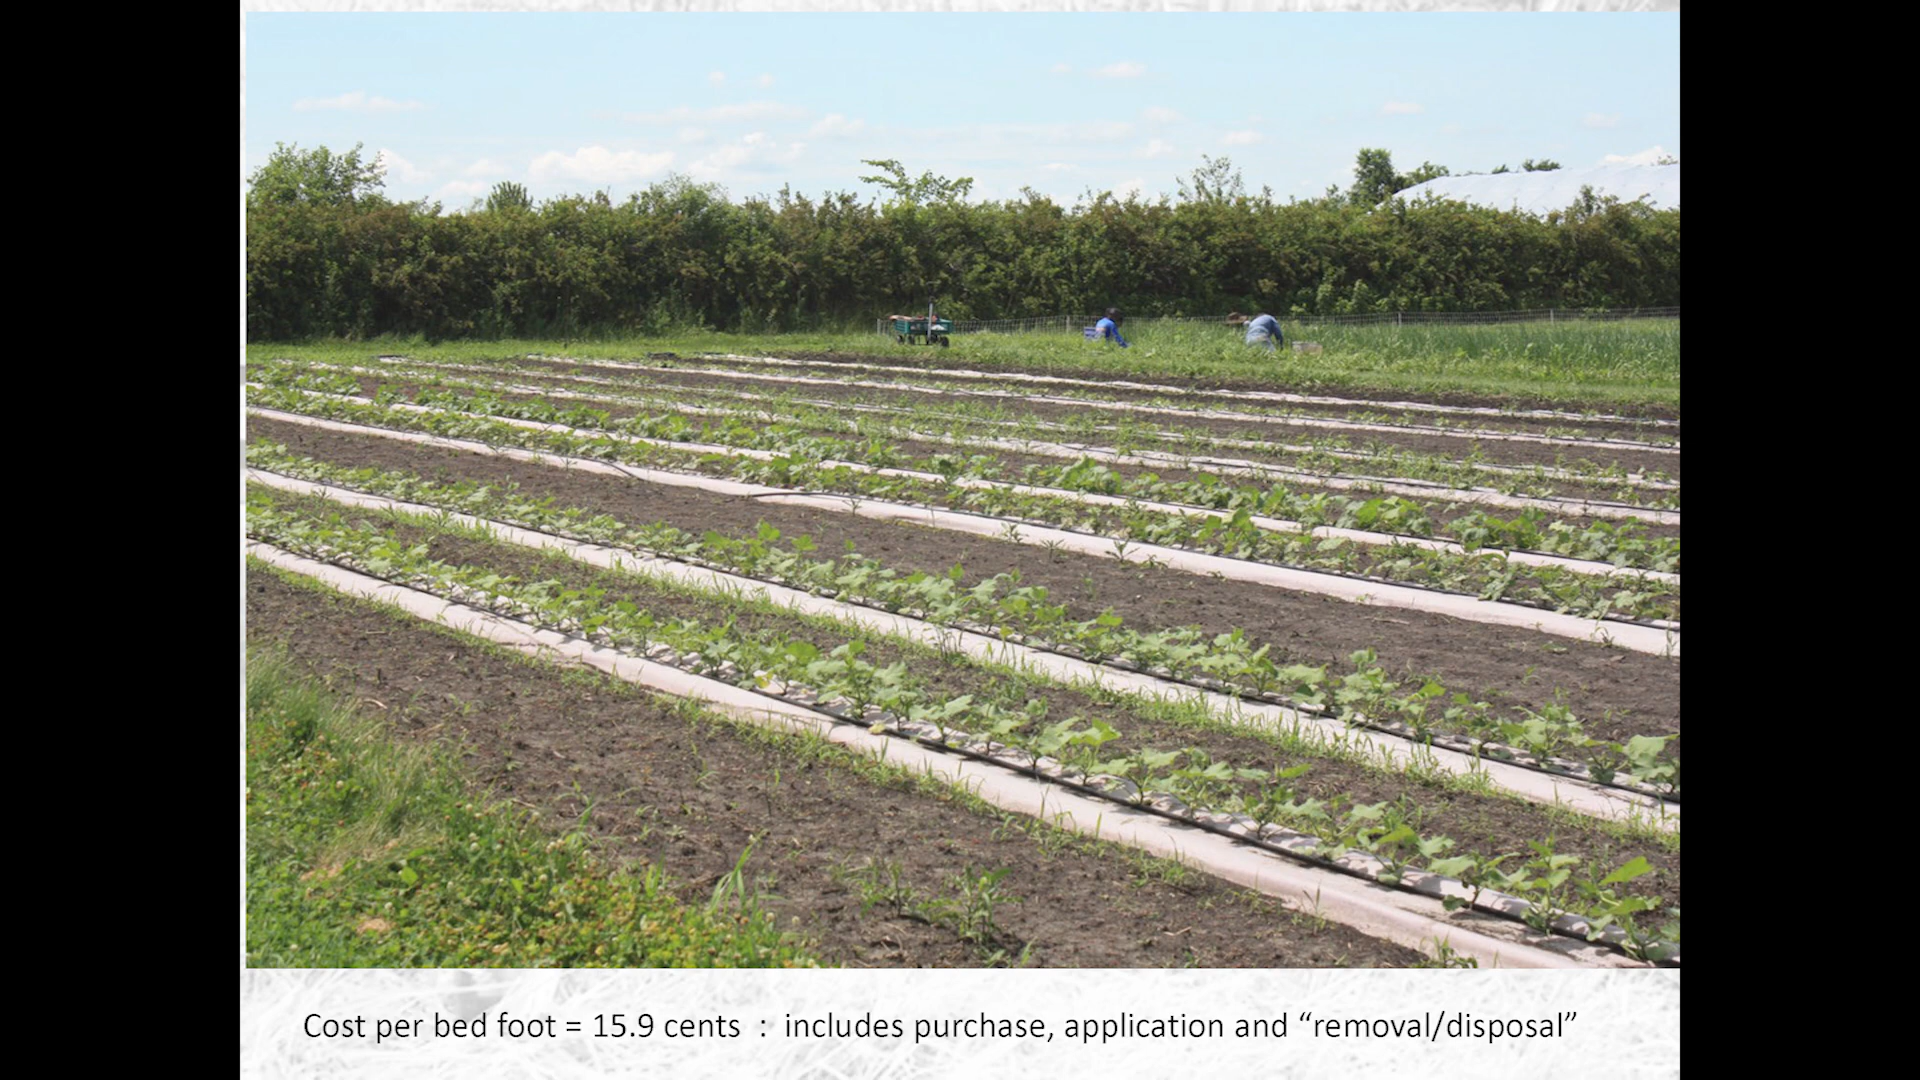 Cost per bed foot = 15.9 cents  :  includes purchase, application and “removal/disposal”